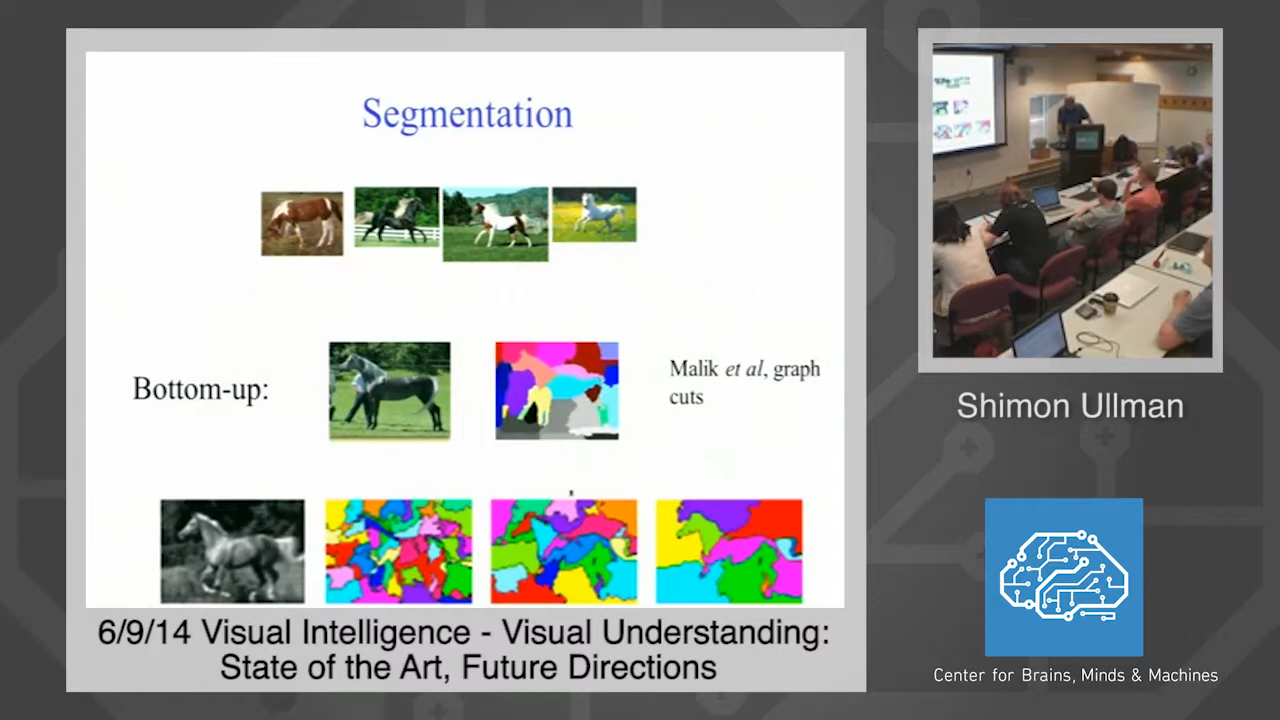 Segmentation
Bottom-up:
Malik et al, graph
cuts
6/9/14 Visual Intelligence - Visual Understanding:
State of the Art, Future Directions
Shimon Ullman
Center for Brains, Minds & Machines